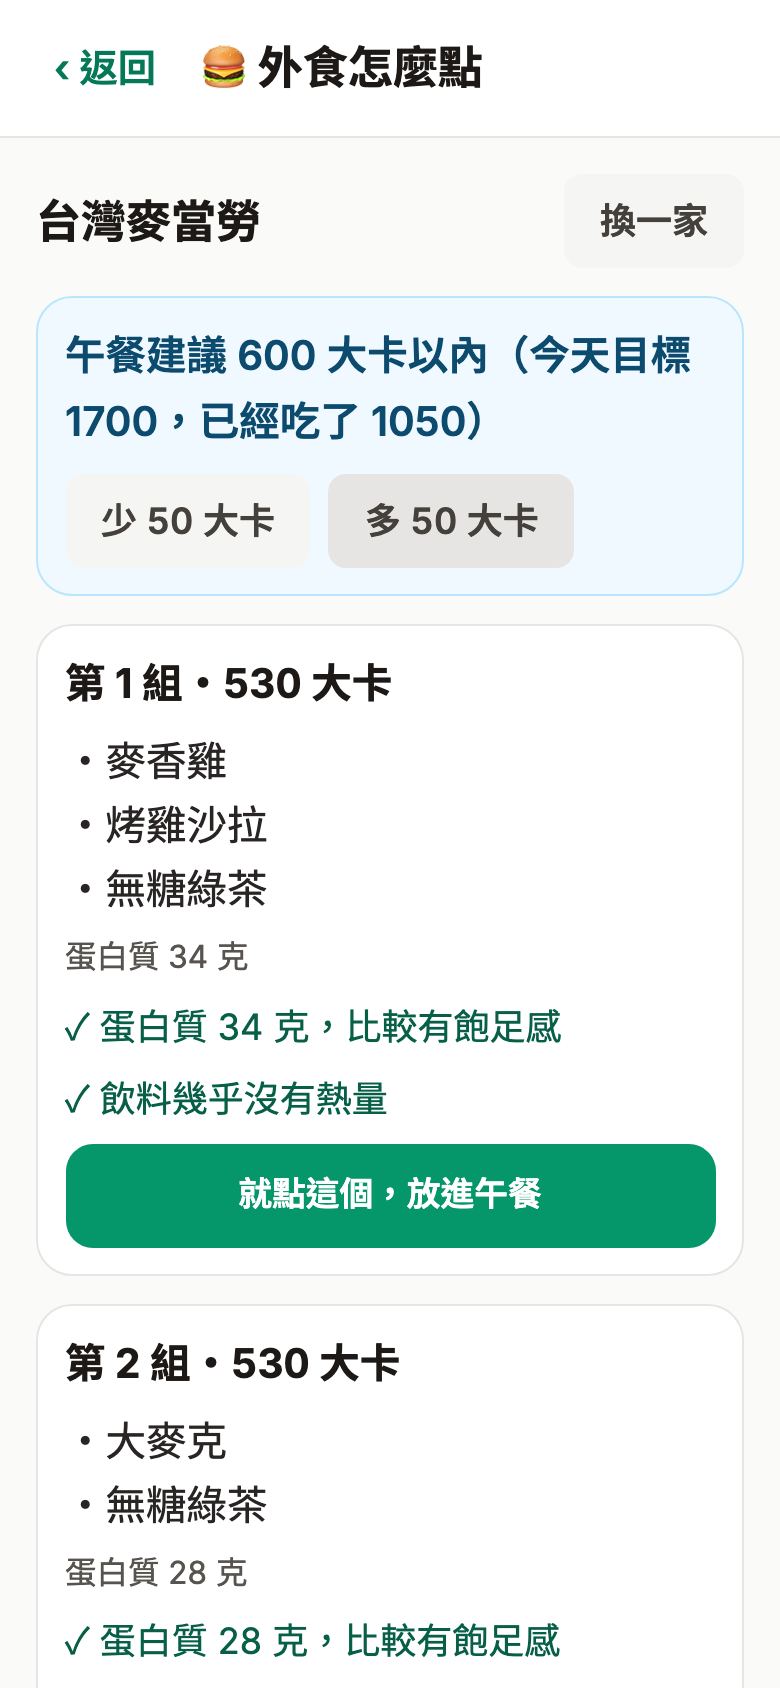 ‹ 返回 🍔 外食怎麼點
台灣麥當勞 換一家
午餐建議 600 大卡以內（今天目標
1700，已經吃了 1050）
少 50 大卡 多 50 大卡
第 1 組・530 大卡
・麥香雞
・烤雞沙拉
・無糖綠茶
蛋白質 34 克
✓ 蛋白質 34 克，比較有飽足感
✓ 飲料幾乎沒有熱量
就點這個，放進午餐
第 2 組・530 大卡
・大麥克
・無糖綠茶
蛋白質 28 克
✓ 蛋白質 28 克，比較有飽足感